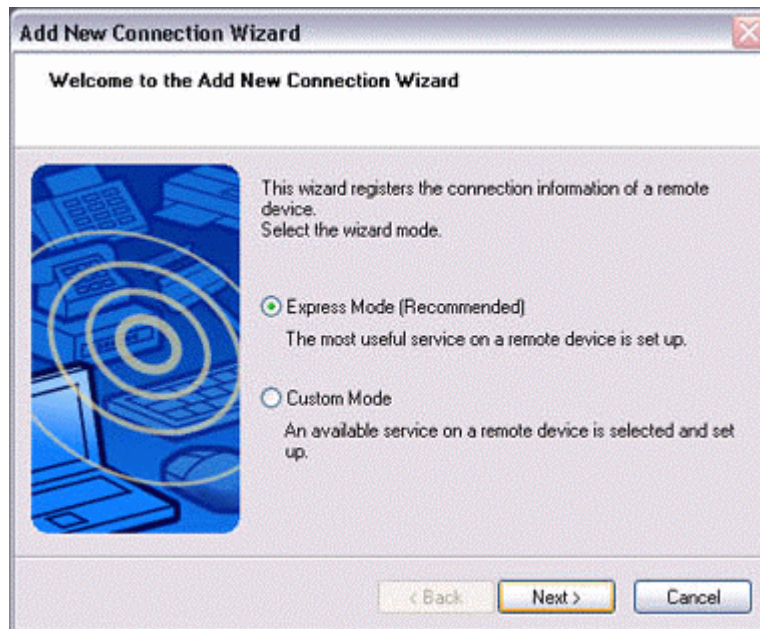 Add New Connection Wizard
Welcome to the Add New Connection Wizard
This wizard registers the connection information of a remote
device.
Select the wizard mode.
Express Mode (Recommended)
The most useful service on a remote device is set up.
Custom Mode
An available service on a remote device is selected and set
up.
< Back
Next >
Cancel